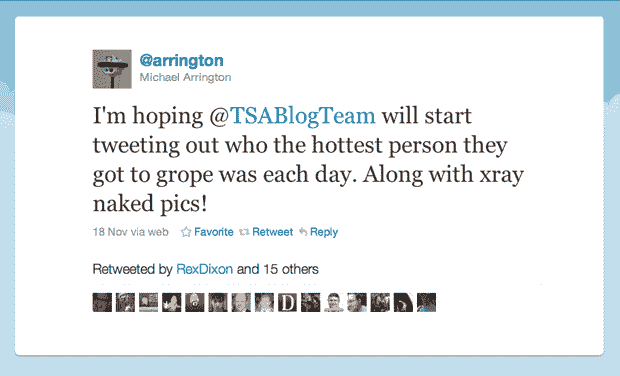 @arrington
Michael Arrington
I'm hoping @TSABlogTeam will start
tweeting out who the hottest person they
got to grope was each day. Along with xray
naked pics!
18 Nov via web Favorite Retweet Reply
Retweeted by RexDixon and 15 others
D